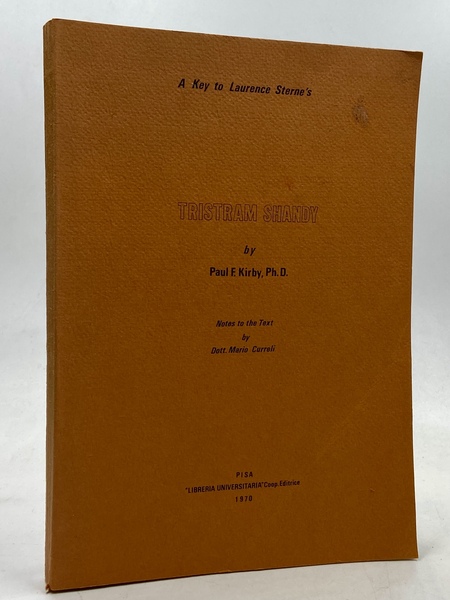 A Key to Laurence Sterne's
TRISTRAM SHANDY
by
Paul F. Kirby, Ph. D.
Notes to the Text
by
Dott. Mario Curreli
PISA
"LIBRERIA UNIVERSITARIA" Coop. Editrice
1970